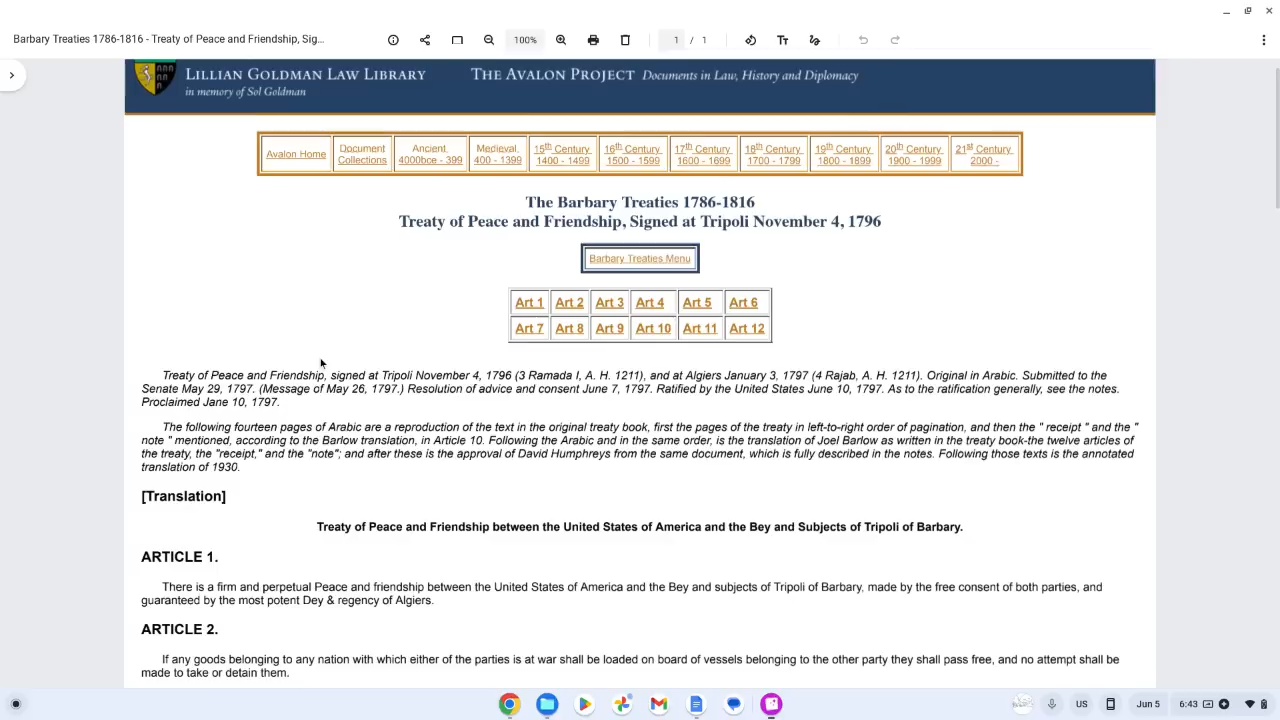 Barbary Treaties 1786-1816 - Treaty of Peace and Friendship, Sig...
100%
1 / 1
LILLIAN GOLDMAN LAW LIBRARY
in memory of Sol Goldman
THE AVALON PROJECT Documents in Law, History and Diplomacy
Avalon Home
Document Collections
Ancient 4000bce - 399
Medieval 400 - 1399
15th Century 1400 - 1499
16th Century 1500 - 1599
17th Century 1600 - 1699
18th Century 1700 - 1799
19th Century 1800 - 1899
20th Century 1900 - 1999
21st Century 2000 -
The Barbary Treaties 1786-1816
Treaty of Peace and Friendship, Signed at Tripoli November 4, 1796
Barbary Treaties Menu
Art 1 Art 2 Art 3 Art 4 Art 5 Art 6
Art 7 Art 8 Art 9 Art 10 Art 11 Art 12
Treaty of Peace and Friendship, signed at Tripoli November 4, 1796 (3 Ramada I, A. H. 1211), and at Algiers January 3, 1797 (4 Rajab, A. H. 1211). Original in Arabic. Submitted to the
Senate May 29, 1797. (Message of May 26, 1797.) Resolution of advice and consent June 7, 1797. Ratified by the United States June 10, 1797. As to the ratification generally, see the notes.
Proclaimed Jane 10, 1797.
The following fourteen pages of Arabic are a reproduction of the text in the original treaty book, first the pages of the treaty in left-to-right order of pagination, and then the " receipt " and the "
note " mentioned, according to the Barlow translation, in Article 10. Following the Arabic and in the same order, is the translation of Joel Barlow as written in the treaty book-the twelve articles of
the treaty, the "receipt," and the "note"; and after these is the approval of David Humphreys from the same document, which is fully described in the notes. Following those texts is the annotated
translation of 1930.
[Translation]
Treaty of Peace and Friendship between the United States of America and the Bey and Subjects of Tripoli of Barbary.
ARTICLE 1.
There is a firm and perpetual Peace and friendship between the United States of America and the Bey and subjects of Tripoli of Barbary, made by the free consent of both parties, and
guaranteed by the most potent Dey & regency of Algiers.
ARTICLE 2.
If any goods belonging to any nation with which either of the parties is at war shall be loaded on board of vessels belonging to the other party they shall pass free, and no attempt shall be
made to take or detain them.
US
Jun 5
6:43